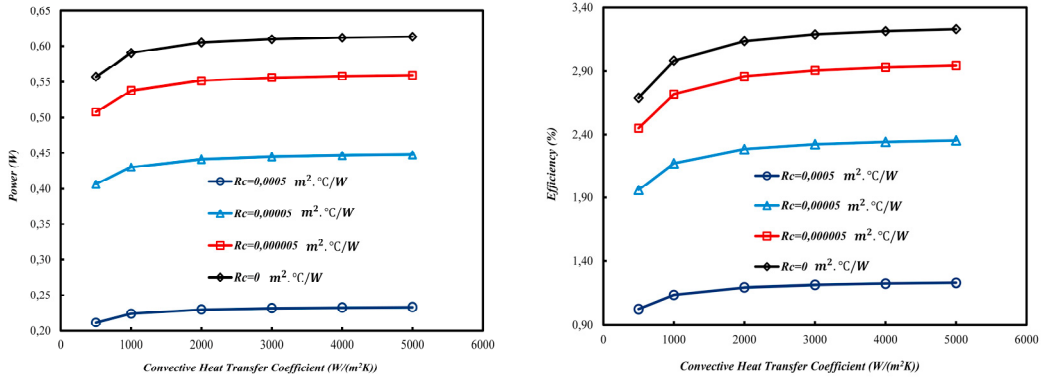 0,65
0,60
0,55
0,50
0,45
0,40
0,35
0,30
0,25
0,20
Power (W)
0 1000 2000 3000 4000 5000 6000
Convective Heat Transfer Coefficient (W/(m²K))
Rc=0,0005 m².°C/W
Rc=0,00005 m².°C/W
Rc=0,000005 m².°C/W
Rc=0 m².°C/W
3,40
2,90
2,40
1,90
1,40
0,90
Efficiency (%)
0 1000 2000 3000 4000 5000 6000
Convective Heat Transfer Coefficient (W/(m²K))
Rc=0,0005 m².°C/W
Rc=0,00005 m².°C/W
Rc=0,000005 m².°C/W
Rc=0 m².°C/W